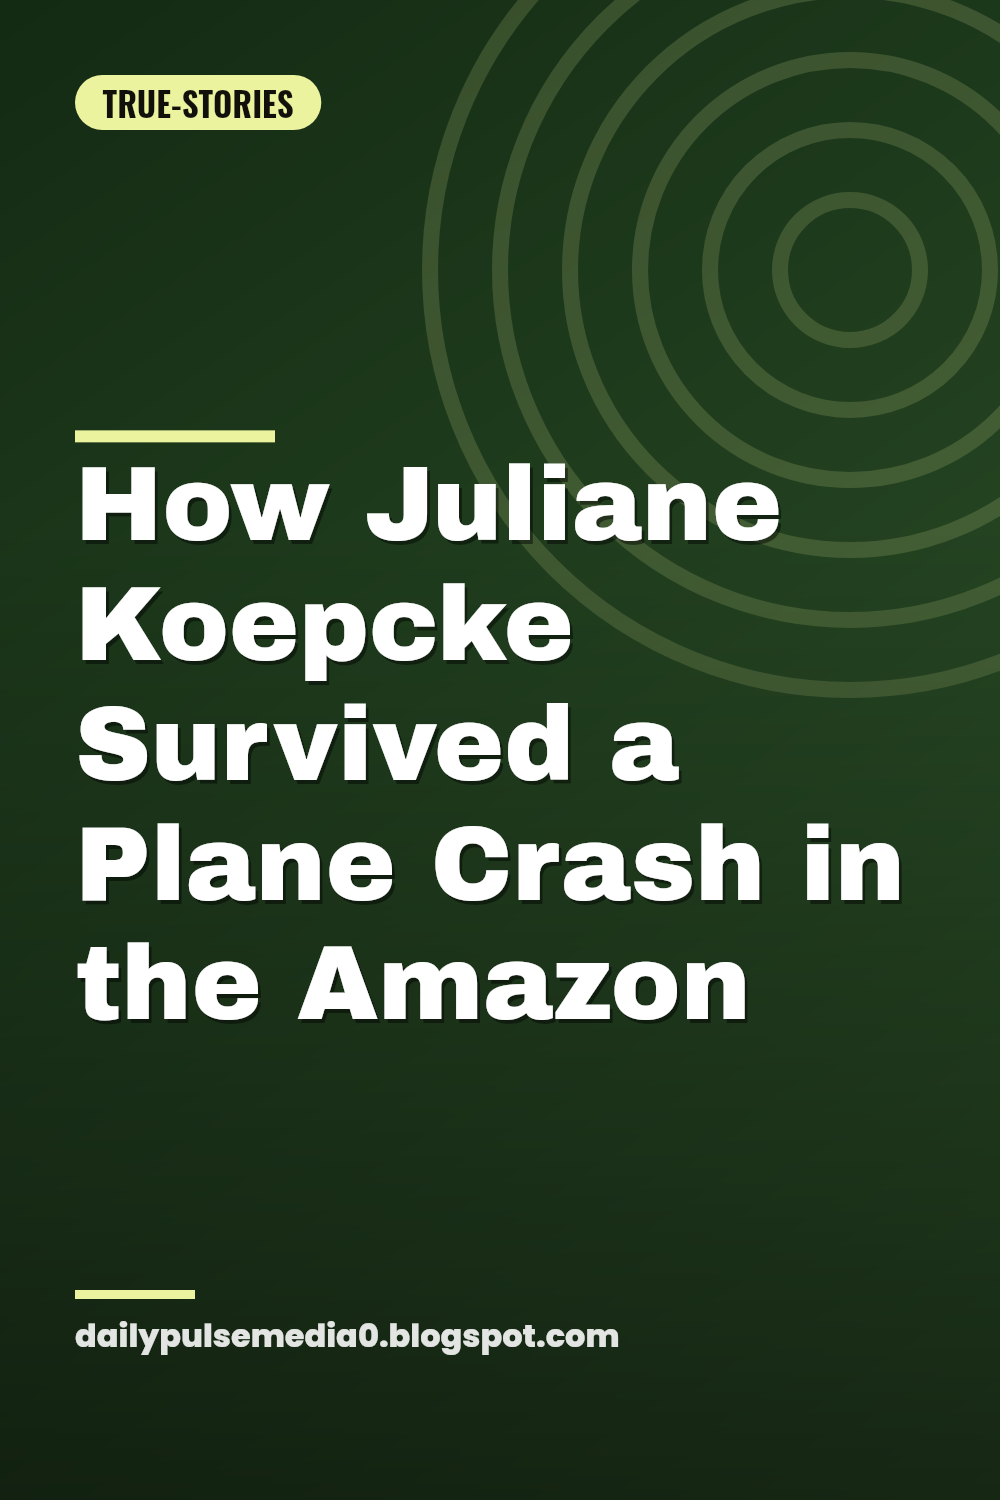 TRUE-STORIES
How Juliane
Koepcke
Survived a
Plane Crash in
the Amazon
dailypulsemedia0.blogspot.com